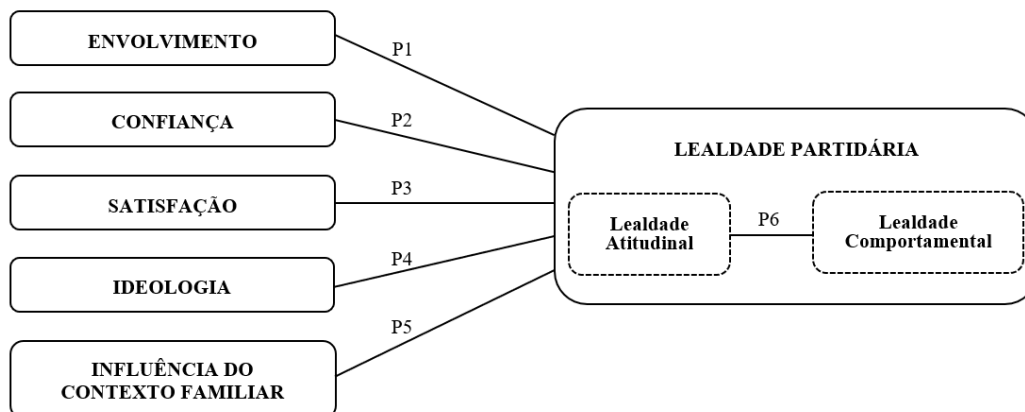 ENVOLVIMENTO
P1
CONFIANÇA
P2
LEALDADE PARTIDÁRIA
SATISFAÇÃO
P3
Lealdade
Atitudinal
P6
Lealdade
Comportamental
IDEOLOGIA
P4
P5
INFLUÊNCIA DO
CONTEXTO FAMILIAR